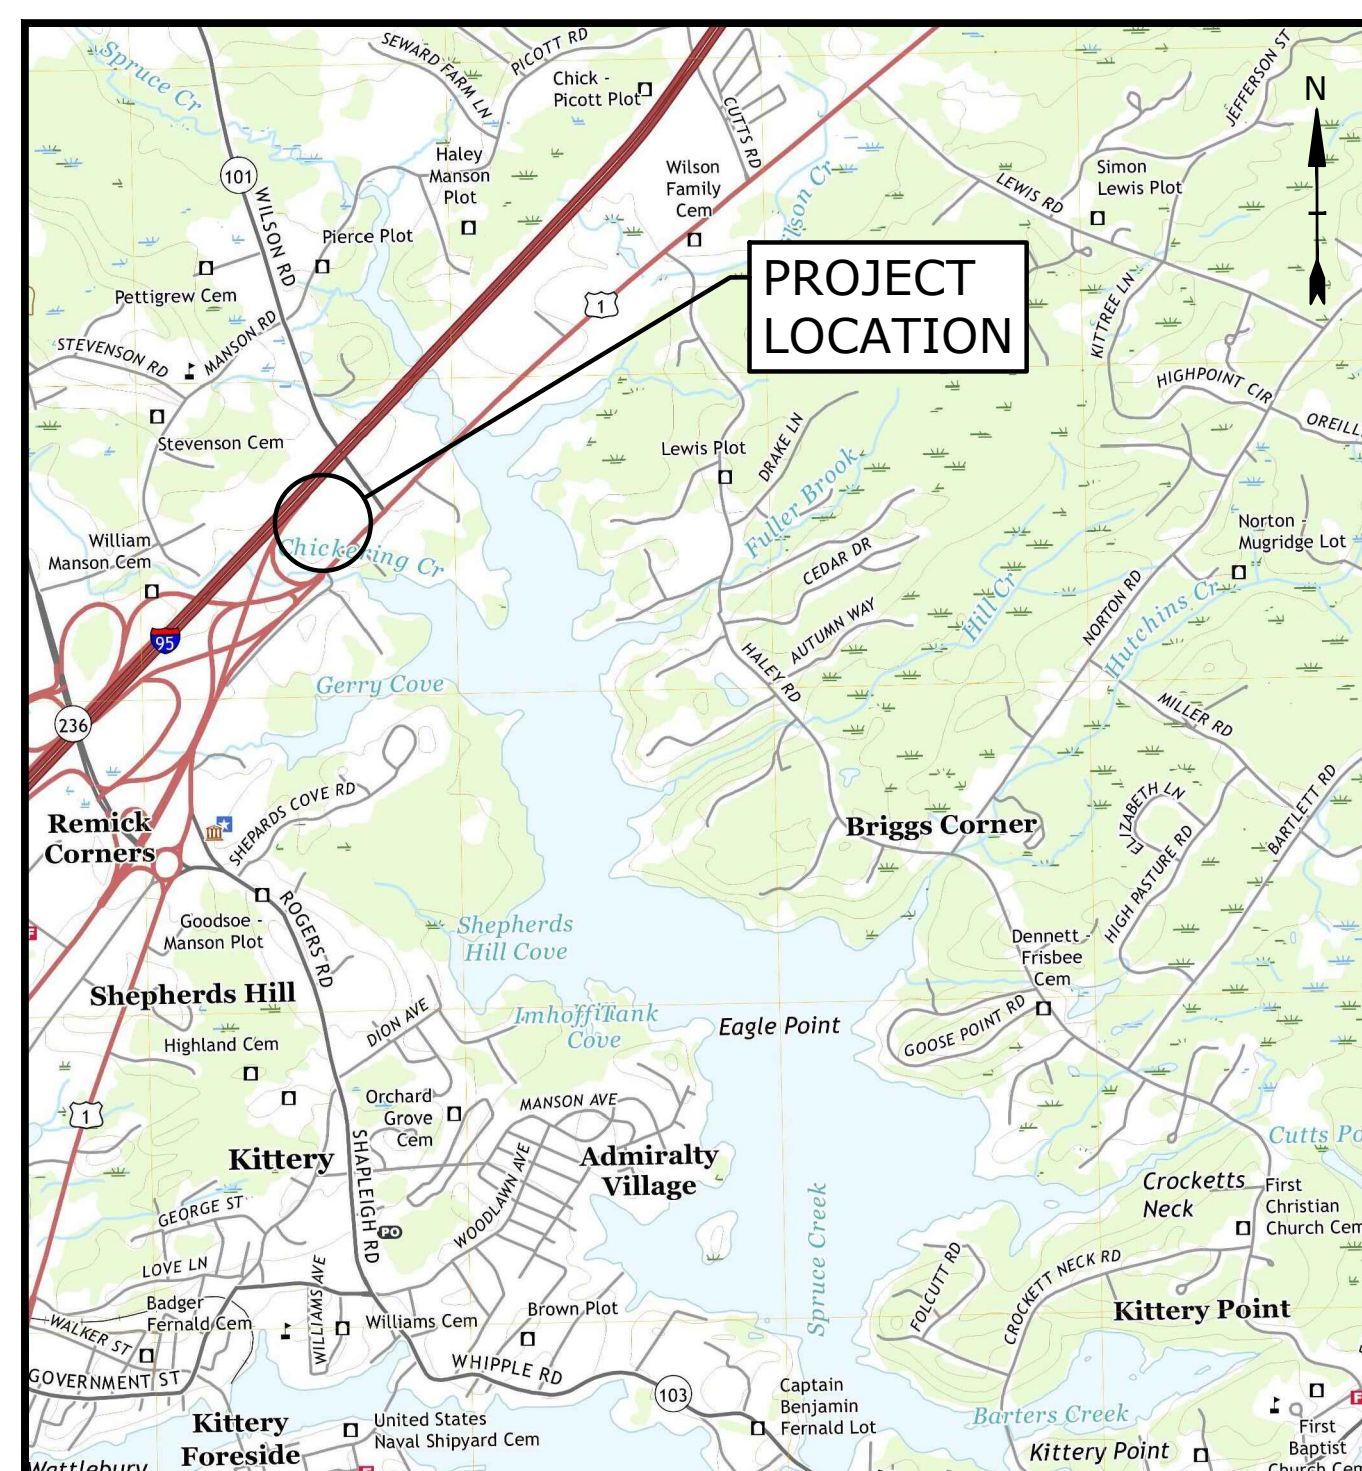 Spruce Cr
SEWARD FARM LN
PICOTT RD
Chick -
Picott Plot
CUTTS RD
JEFFERSON ST
N
101
WILSON RD
Haley
Manson
Plot
Wilson
Family
Cem
Simon
Lewis Plot
LEWIS RD
Pierce Plot
Pettigrew Cem
1
PROJECT
LOCATION
KITTREE LN
STEVENSON RD
MANSON RD
HIGHPOINT CIR
Stevenson Cem
Lewis Plot
DRAKE LN
Fuller Brook
William
Manson Cem
Chickering Cr
CEDAR DR
Norton -
Mugridge Lot
95
AUTUMN WAY
Hill Cr
NORTON RD
Hutchins Cr
HALEY RD
Gerry Cove
236
MILLER RD
SHEPARDS COVE RD
Remick
Corners
Briggs Corner
ELIZABETH LN
HIGH PASTURE RD
BARTLETT RD
Goodsoe -
Manson Plot
ROGERS RD
Shepherds
Hill Cove
Dennett -
Frisbee
Cem
Shepherds Hill
DION AVE
Cove
Eagle Point
GOOSE POINT RD
Highland Cem
1
Orchard
Grove
Cem
MANSON AVE
Kittery
SHAPLEIGH RD
WOODLAWN AVE
Admiralty
Village
Crocketts
Neck
First
Christian
Church Cem
GEORGE ST
PO
LOVE LN
Spruce Creek
FOLCUTT RD
CROCKETT NECK RD
Badger
Fernald Cem
WILLIAMS AVE
Williams Cem
Brown Plot
Kittery Point
WALKER ST
GOVERNMENT ST
WHIPPLE RD
103
Captain
Benjamin
Fernald Lot
Kittery
Foreside
United States
Naval Shipyard Cem
Barters Creek
Kittery Point
First
Baptist
Church Cem